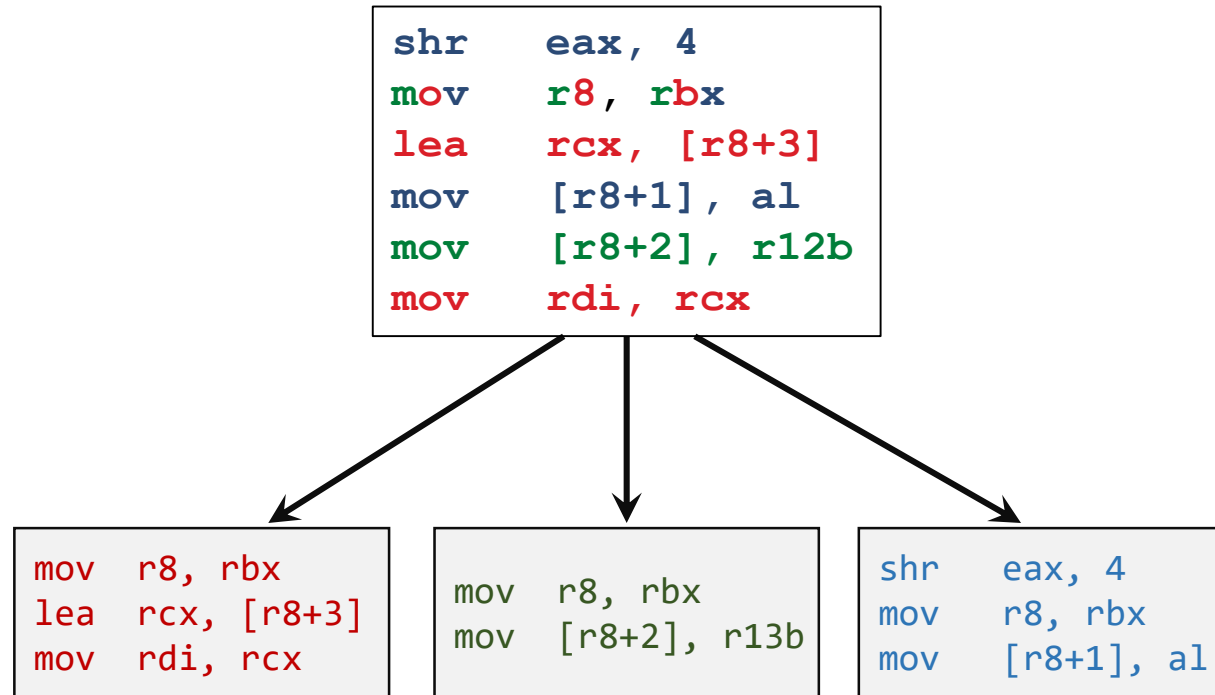 shr eax, 4
mov r8, rbx
lea rcx, [r8+3]
mov [r8+1], al
mov [r8+2], r12b
mov rdi, rcx
mov r8, rbx
lea rcx, [r8+3]
mov rdi, rcx
mov r8, rbx
mov [r8+2], r13b
shr eax, 4
mov r8, rbx
mov [r8+1], al